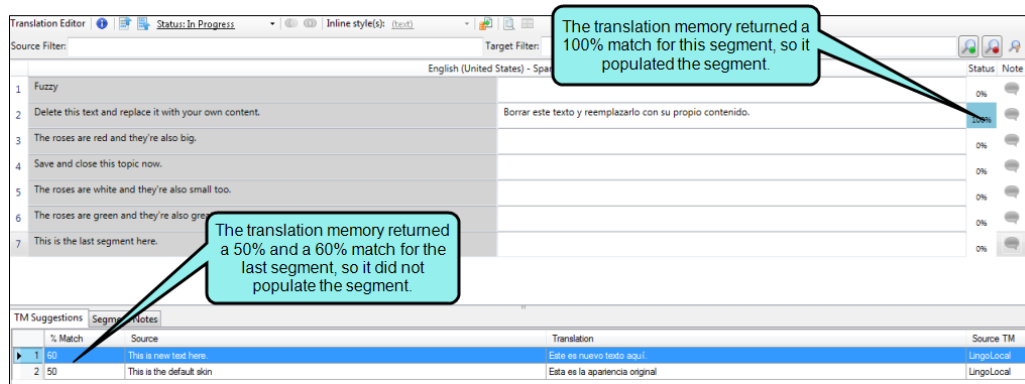 Translation Editor Status: In Progress Inline style(s): (text)
Source Filter: Target Filter:
English (United States) - Spa
Status Note
The translation memory returned a
100% match for this segment, so it
populated the segment.
1 Fuzzy 0%
2 Delete this text and replace it with your own content. Borrar este texto y reemplazarlo con su propio contenido. 100%
3 The roses are red and they're also big. 0%
4 Save and close this topic now. 0%
5 The roses are white and they're also small too. 0%
6 The roses are green and they're also grea 0%
7 This is the last segment here. 0%
The translation memory returned
a 50% and a 60% match for the
last segment, so it did not
populate the segment.
TM Suggestions Segment Notes
% Match Source Translation Source TM
1 60 This is new text here. Este es nuevo texto aquí. LingoLocal
2 50 This is the default skin Esta es la apariencia original LingoLocal